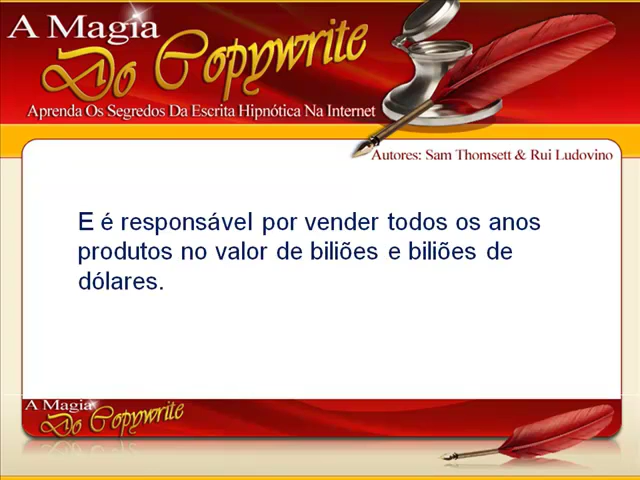 A Magia
Do Copywrite
Aprenda Os Segredos Da Escrita Hipnótica Na Internet
Autores: Sam Thomsett & Rui Ludovino
E é responsável por vender todos os anos
produtos no valor de biliões e biliões de
dólares.
A Magia
Do Copywrite